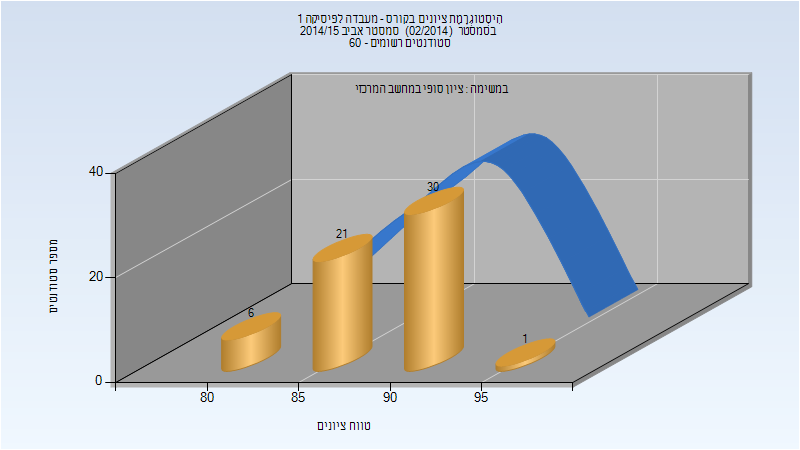 היסטוגרמת ציונים בקורס - מעבדה לפיסיקה 1
בסמסטר (02/2014) סמסטר אביב 2014/15
סטודנטים רשומים - 60
במשימה : ציון סופי במחשב המרכזי
מספר סטודנטים
40
20
0
6
21
30
1
80
85
90
95
טווח ציונים